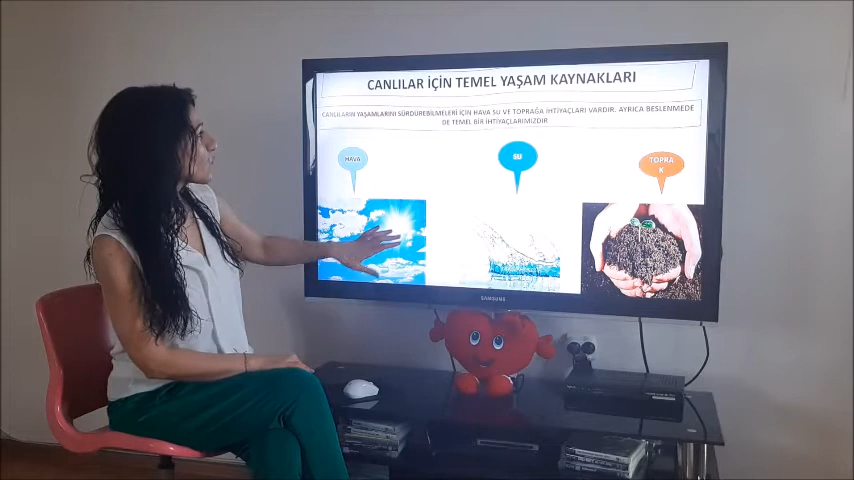 CANLILAR İÇİN TEMEL YAŞAM KAYNAKLARI
CANLILARIN YAŞAMLARINI SÜRDÜREBİLMELERİ İÇİN HAVA SU VE TOPRAĞA İHTİYAÇLARI VARDIR. AYRICA BESLENMEDE
DE TEMEL BİR İHTİYAÇLARIMIZDIR
HAVA
SU
TOPRA
K
SAMSUNG